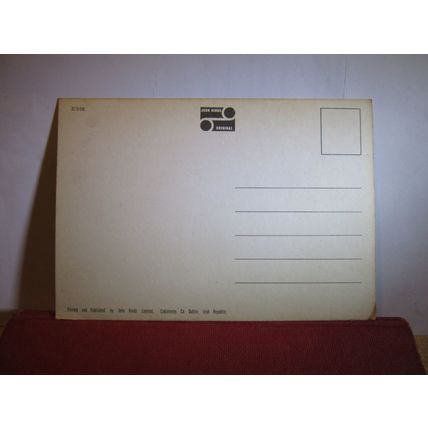 JOHN HINDE
ORIGINAL
Printed and Published by John Hinde Limited, Cabinteely, Co. Dublin, Irish Republic